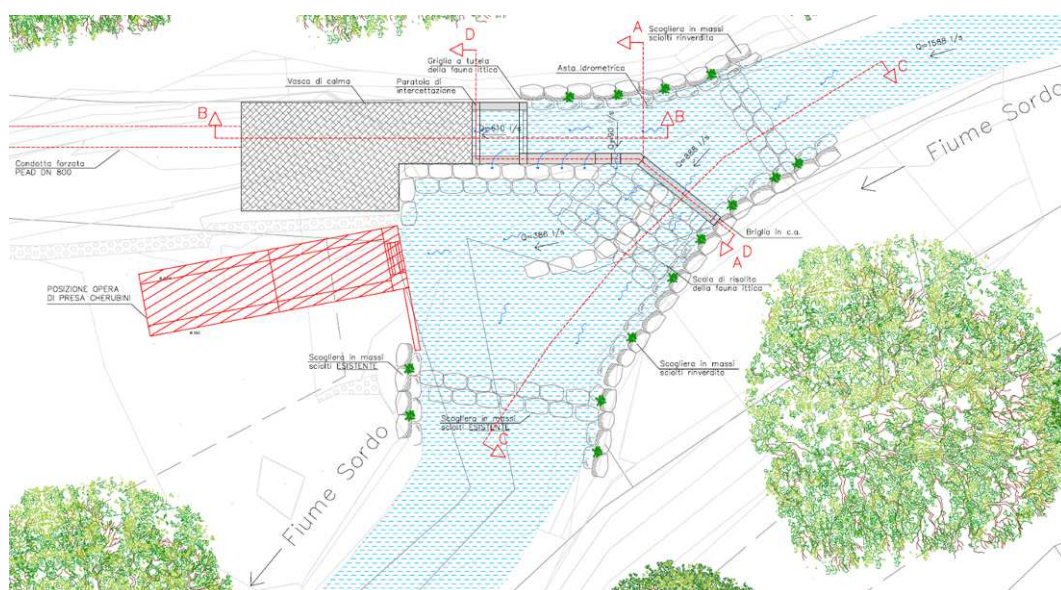 D
A
Scogliera in massi
sciolti rinverdita
Griglia a tutela
della fauna ittica
Asta idrometrica
Q=1588 l/s
C
Vasca di calma
Paratoia di
intercettazione
B
B
Q=610 l/s
Q=90 l/s
Fiume Sordo
Condotta forzata
PEAD DN 800
Q=888 l/s
Briglia in c.a.
A
D
Q=386 l/s
Scala di risalita
della fauna ittica
POSIZIONE OPERA
DI PRESA CHERUBINI
Scogliera in massi
sciolti ESISTENTE
Scogliera in massi
sciolti rinverdita
Scogliera in massi
sciolti ESISTENTE
C
Fiume Sordo